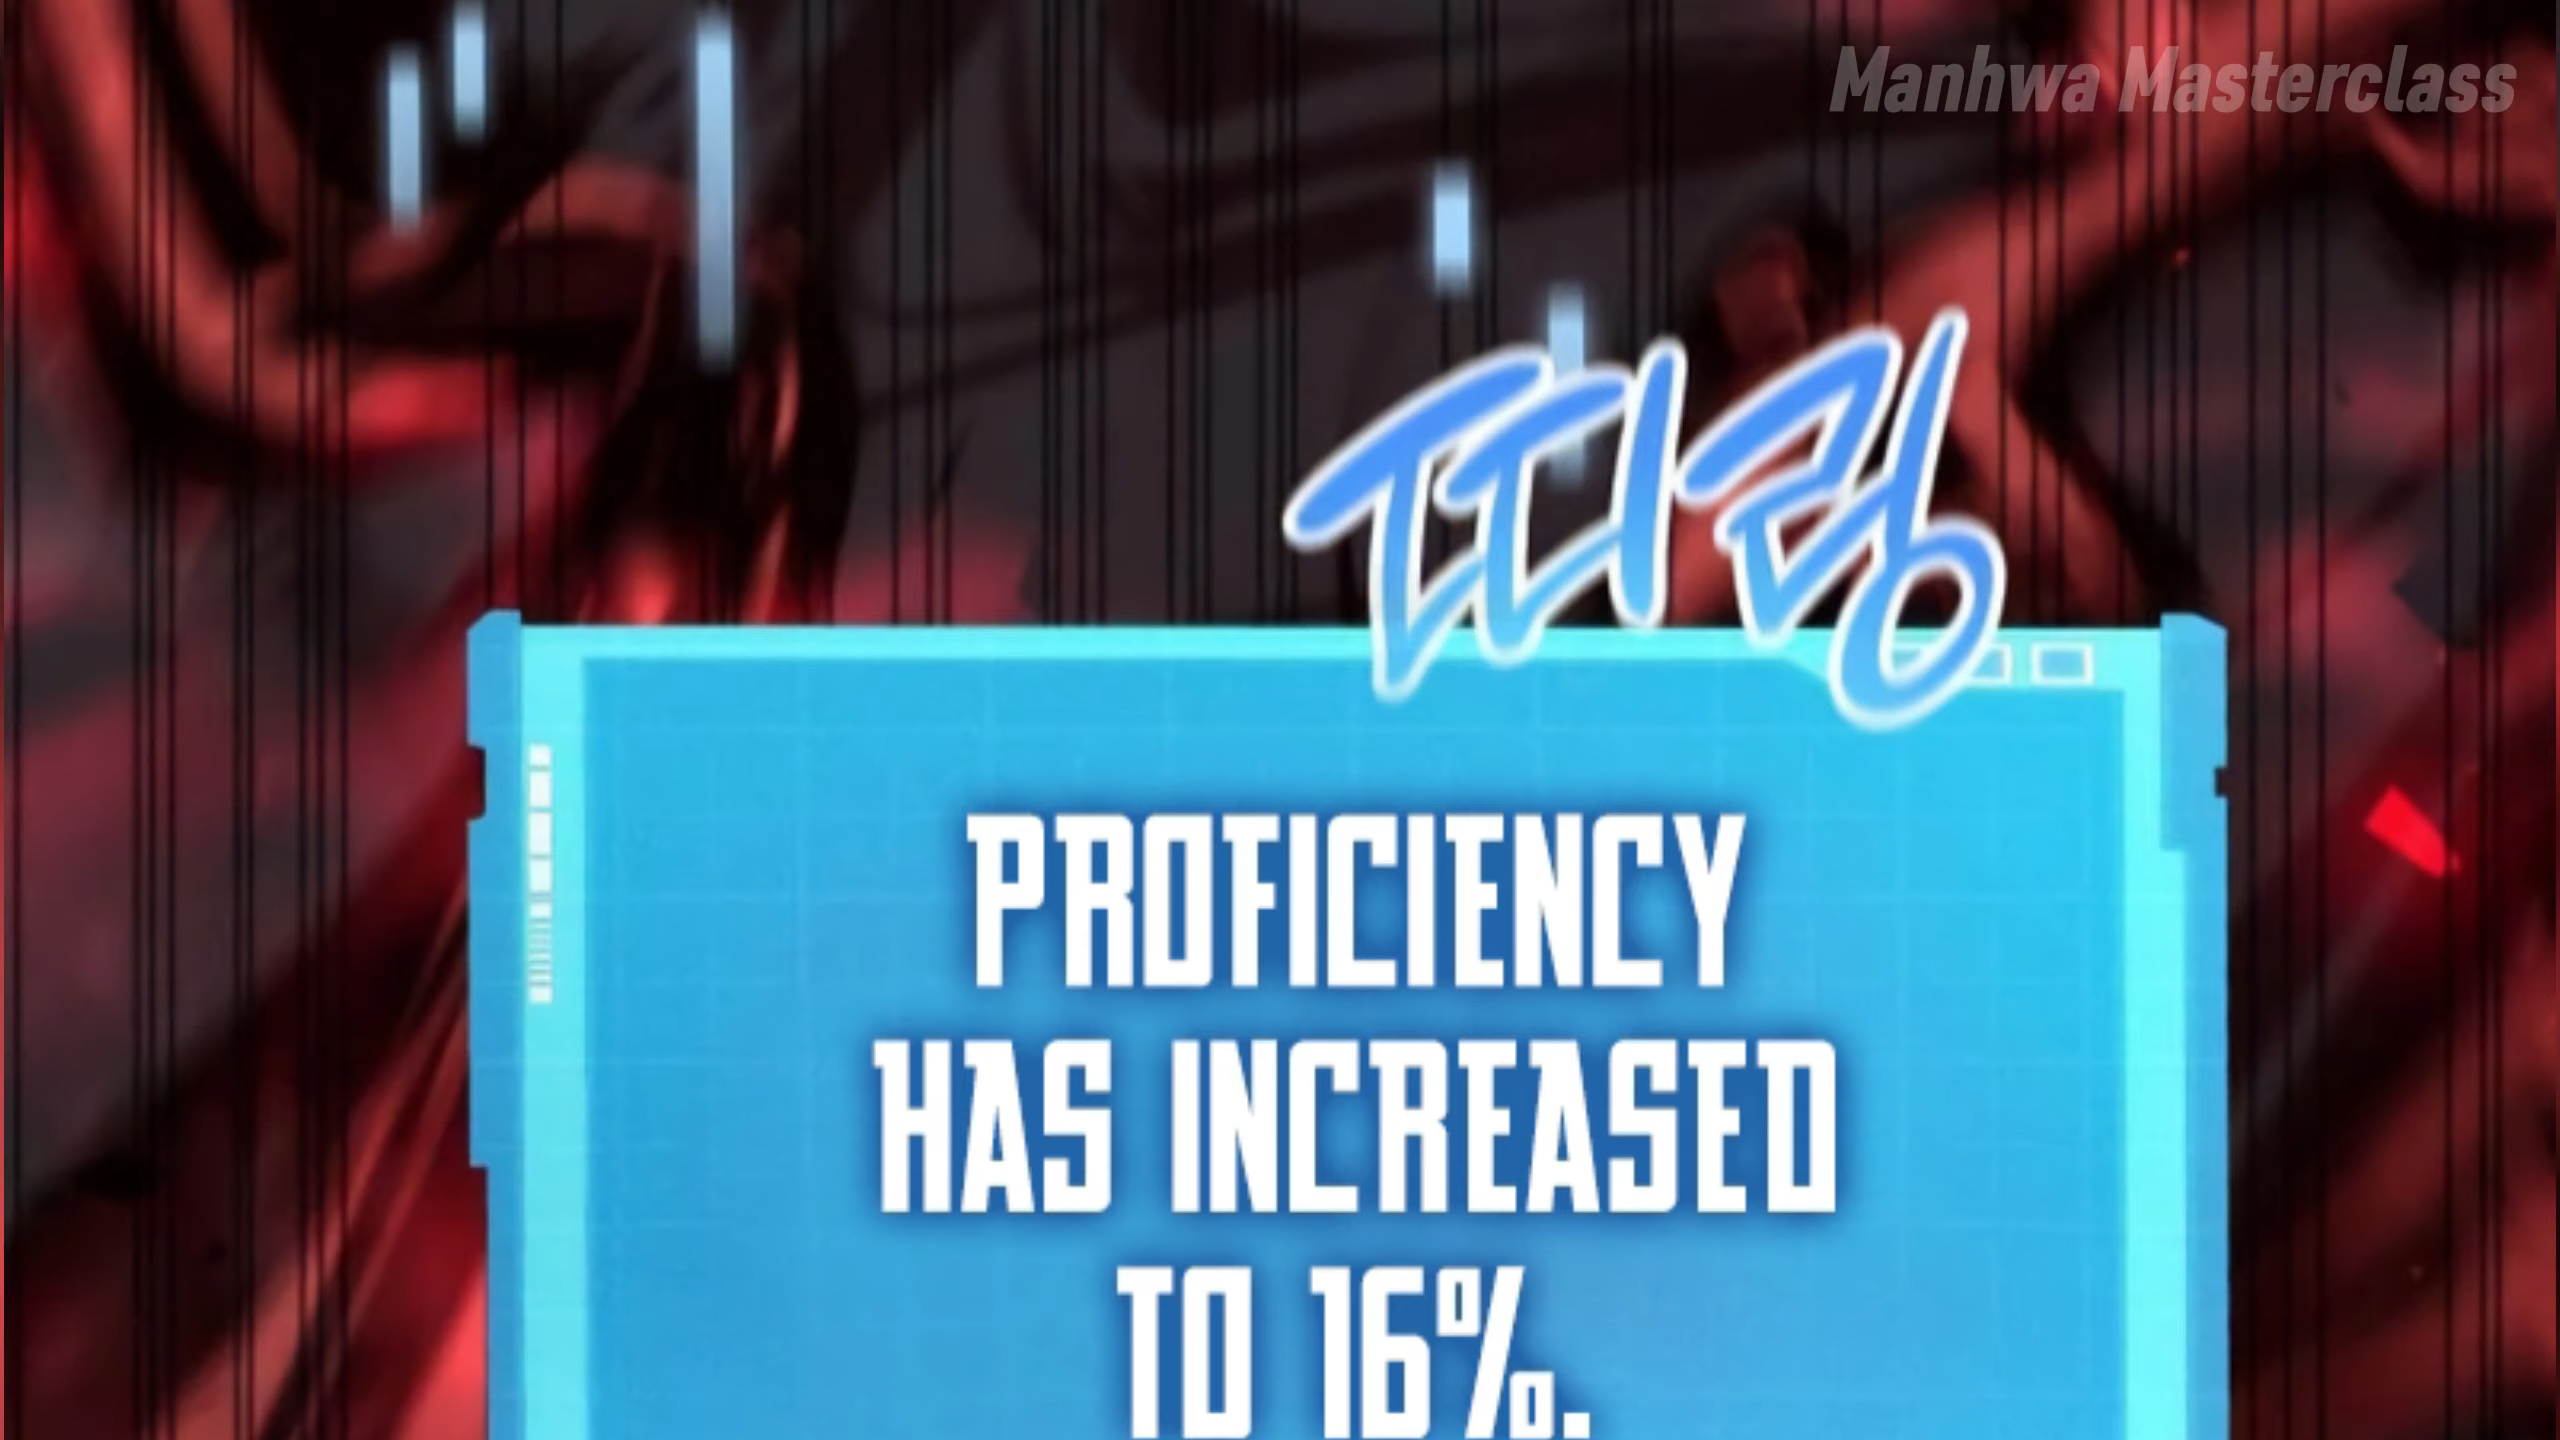 Manhwa Masterclass
띠링
PROFICIENCY
HAS INCREASED
TO 16%.